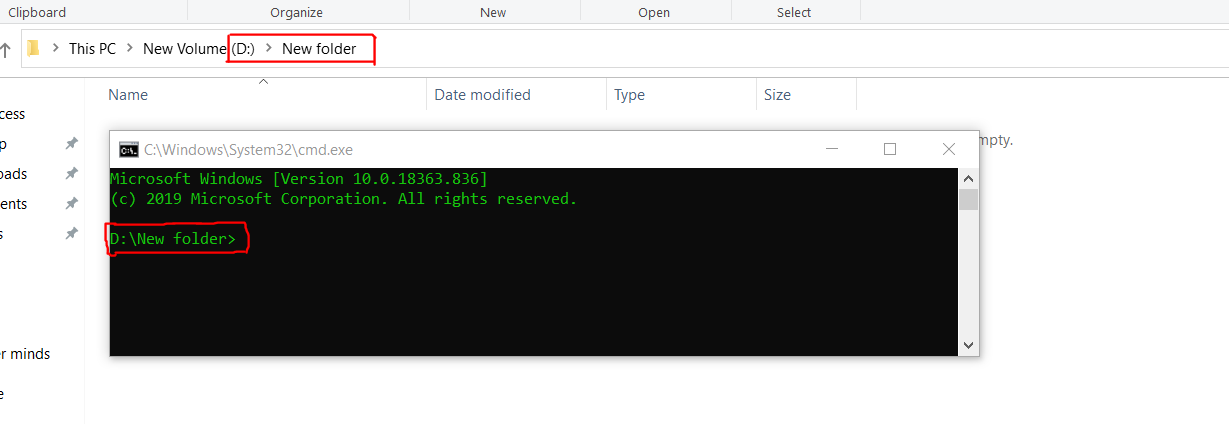 Clipboard Organize New Open Select
This PC > New Volume (D:) > New folder
Name Date modified Type Size
cess
p
oads
ents
s
er minds
e
mpty.
C:\Windows\System32\cmd.exe
Microsoft Windows [Version 10.0.18363.836]
(c) 2019 Microsoft Corporation. All rights reserved.
D:\New folder>